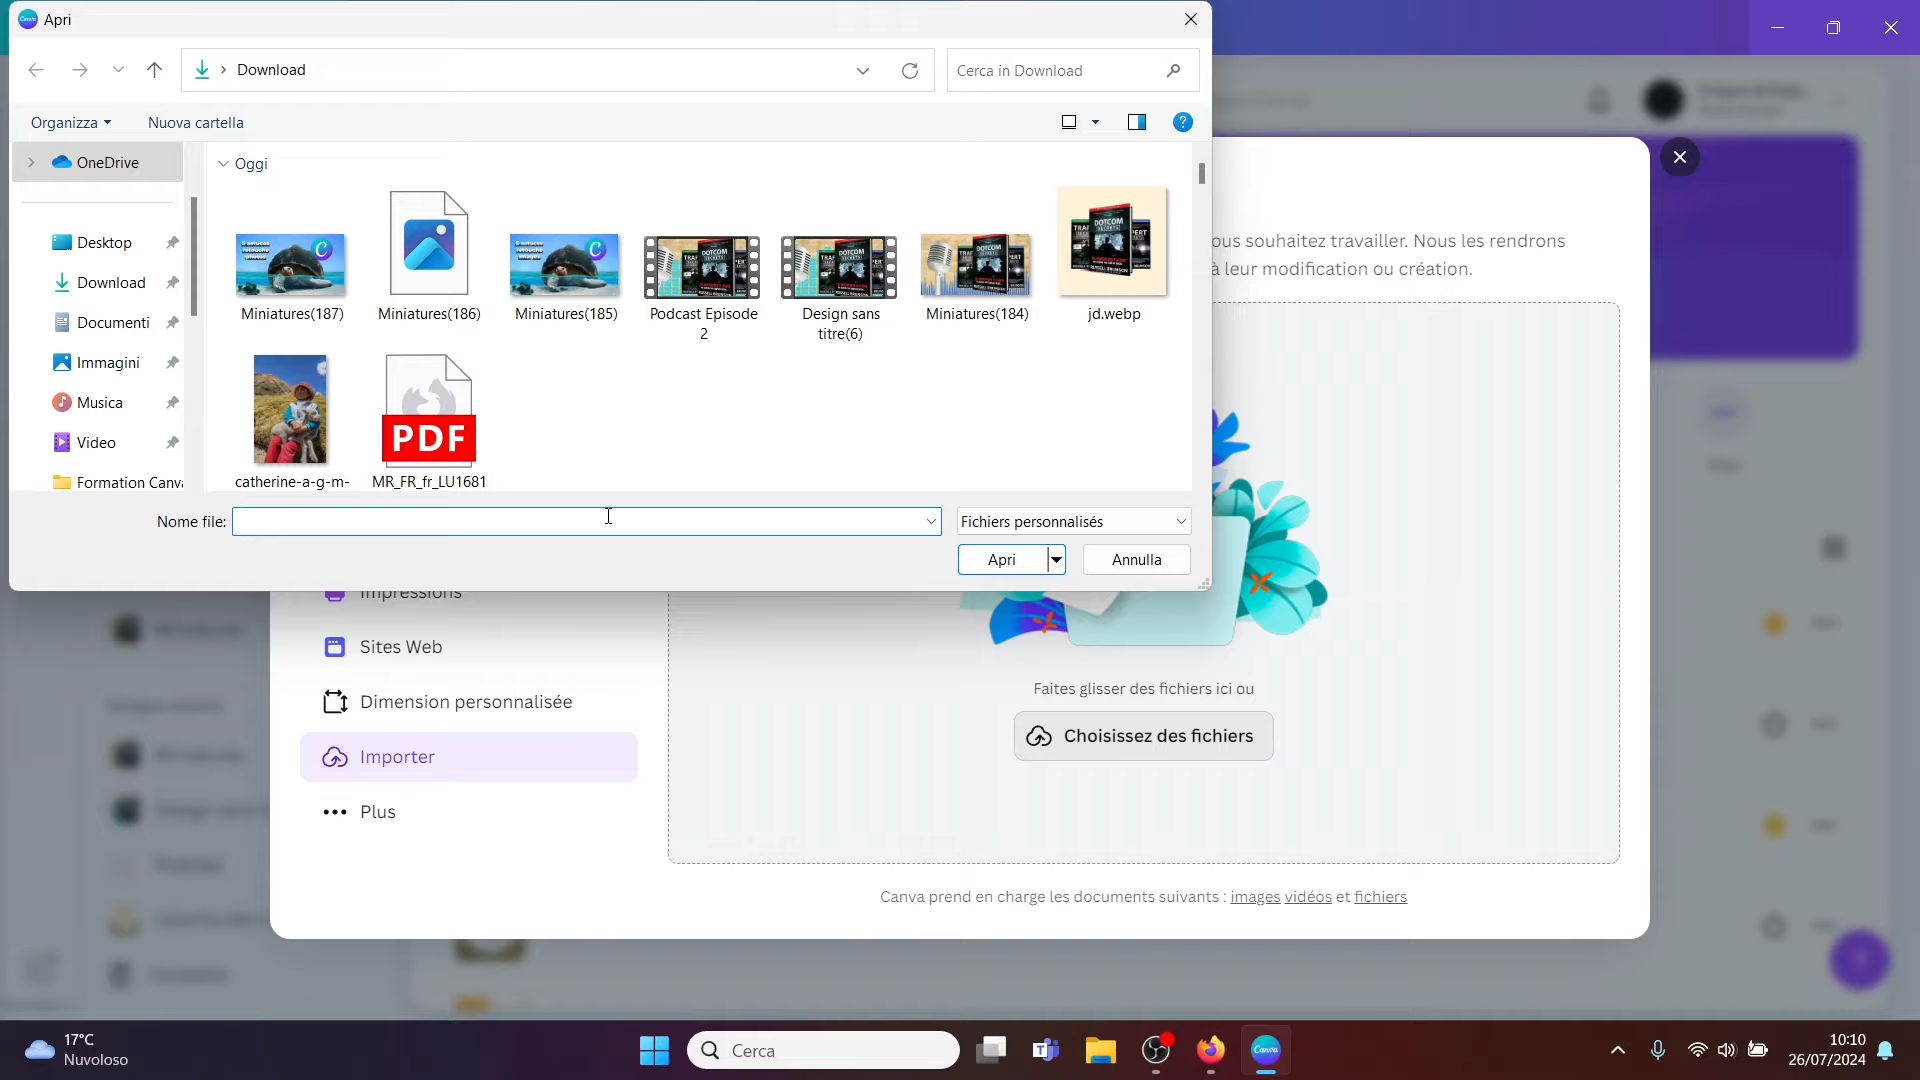 Apri
Download
Cerca in Download
Organizza
Nuova cartella
OneDrive
Desktop
Download
Documenti
Immagini
Musica
Video
Formation Canva
Oggi
Miniatures(187)
Miniatures(186)
Miniatures(185)
Podcast Episode
2
Design sans
titre(6)
Miniatures(184)
jd.webp
catherine-a-g-m-
MR_FR_fr_LU1681
PDF
Nome file:
Fichiers personnalisés
Apri
Annulla
ous souhaitez travailler. Nous les rendrons
à leur modification ou création.
Impressions
Sites Web
Dimension personnalisée
Importer
Plus
Faites glisser des fichiers ici ou
Choisissez des fichiers
Canva prend en charge les documents suivants : images vidéos et fichiers
17°C
Nuvoloso
Cerca
Canva
10:10
26/07/2024